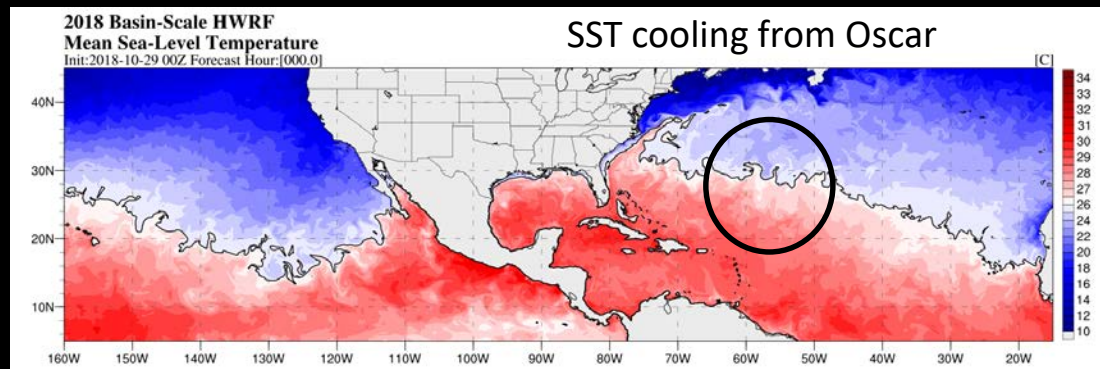 2018 Basin-Scale HWRF
Mean Sea-Level Temperature
Init:2018-10-29 00Z Forecast Hour:[000.0]
SST cooling from Oscar
[C]
40N
30N
20N
10N
160W 150W 140W 130W 120W 110W 100W 90W 80W 70W 60W 50W 40W 30W 20W
34
33
32
31
30
29
28
27
26
24
22
20
18
16
14
12
10